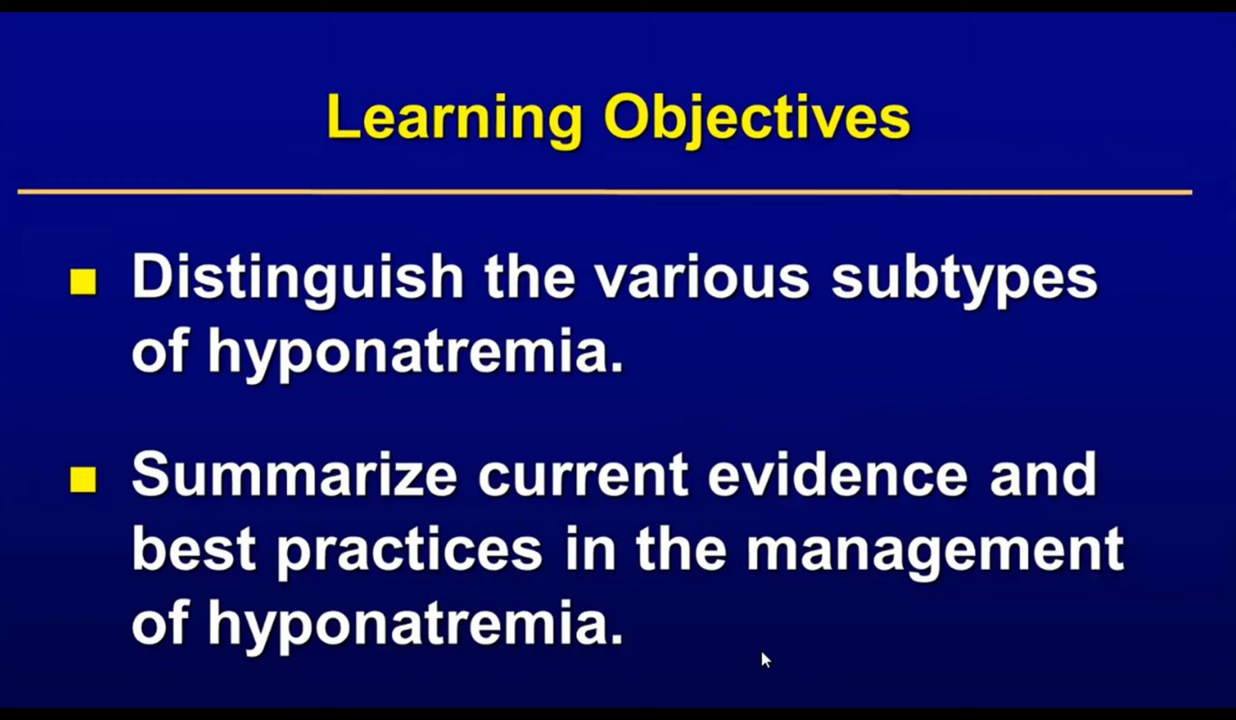 Learning Objectives
Distinguish the various subtypes
of hyponatremia.
Summarize current evidence and
best practices in the management
of hyponatremia.